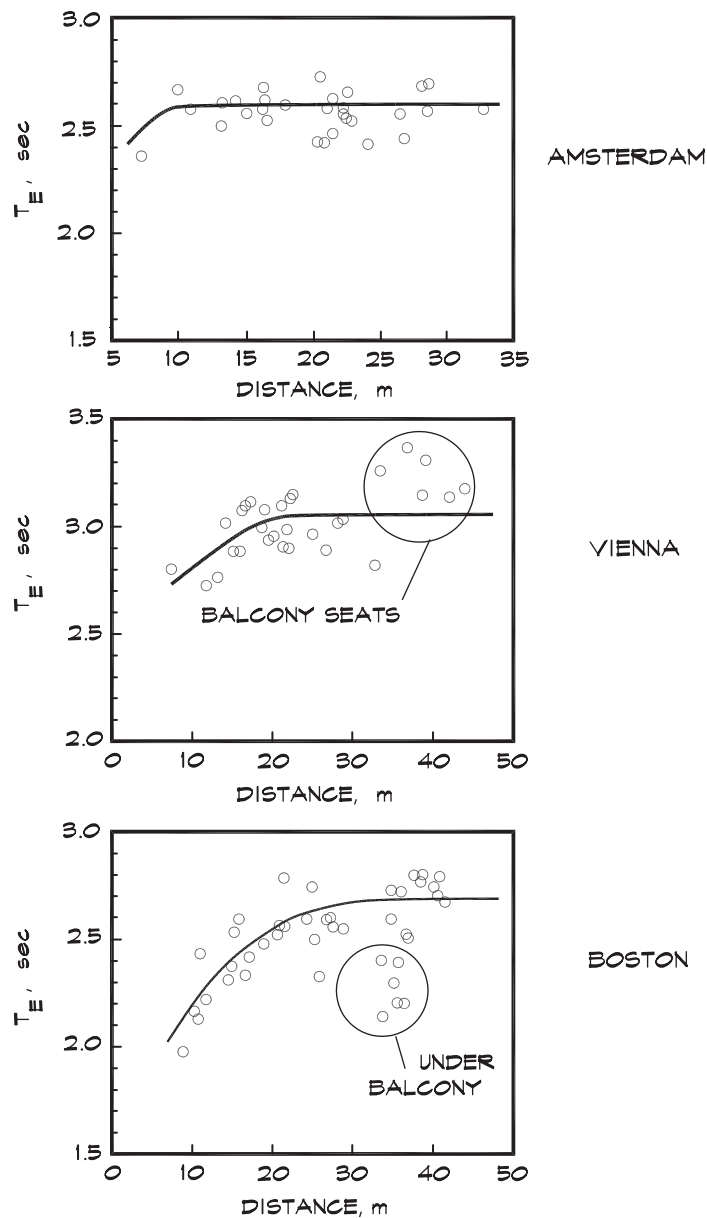 3.0
2.5
2.0
1.5
T_E, sec
5 10 15 20 25 30 35
DISTANCE, m
AMSTERDAM
3.5
3.0
2.5
2.0
T_E, sec
BALCONY SEATS
0 10 20 30 40 50
DISTANCE, m
VIENNA
3.0
2.5
2.0
1.5
T_E, sec
UNDER
BALCONY
0 10 20 30 40 50
DISTANCE, m
BOSTON